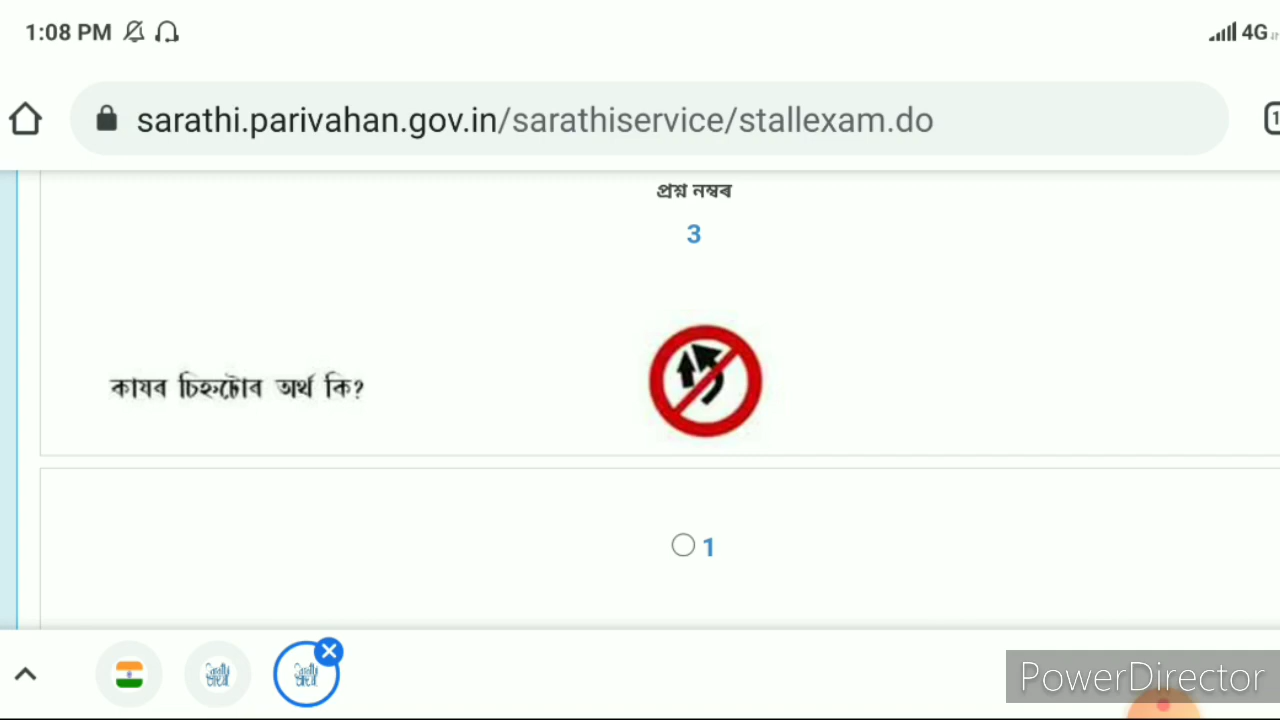 1:08 PM 4G
sarathi.parivahan.gov.in/sarathiservice/stallexam.do
প্ৰশ্ন নম্বৰ
3
কাষৰ চিহ্নটোৰ অৰ্থ কি?
1
PowerDirector